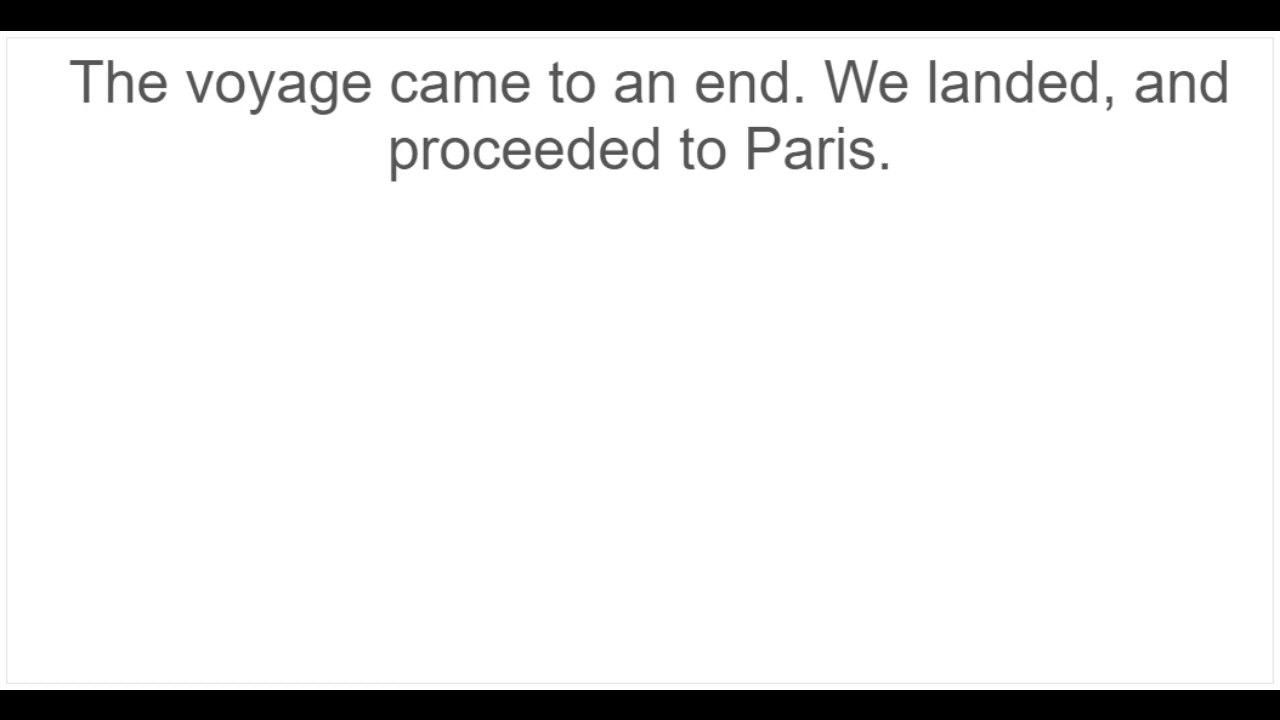 The voyage came to an end. We landed, and
proceeded to Paris.